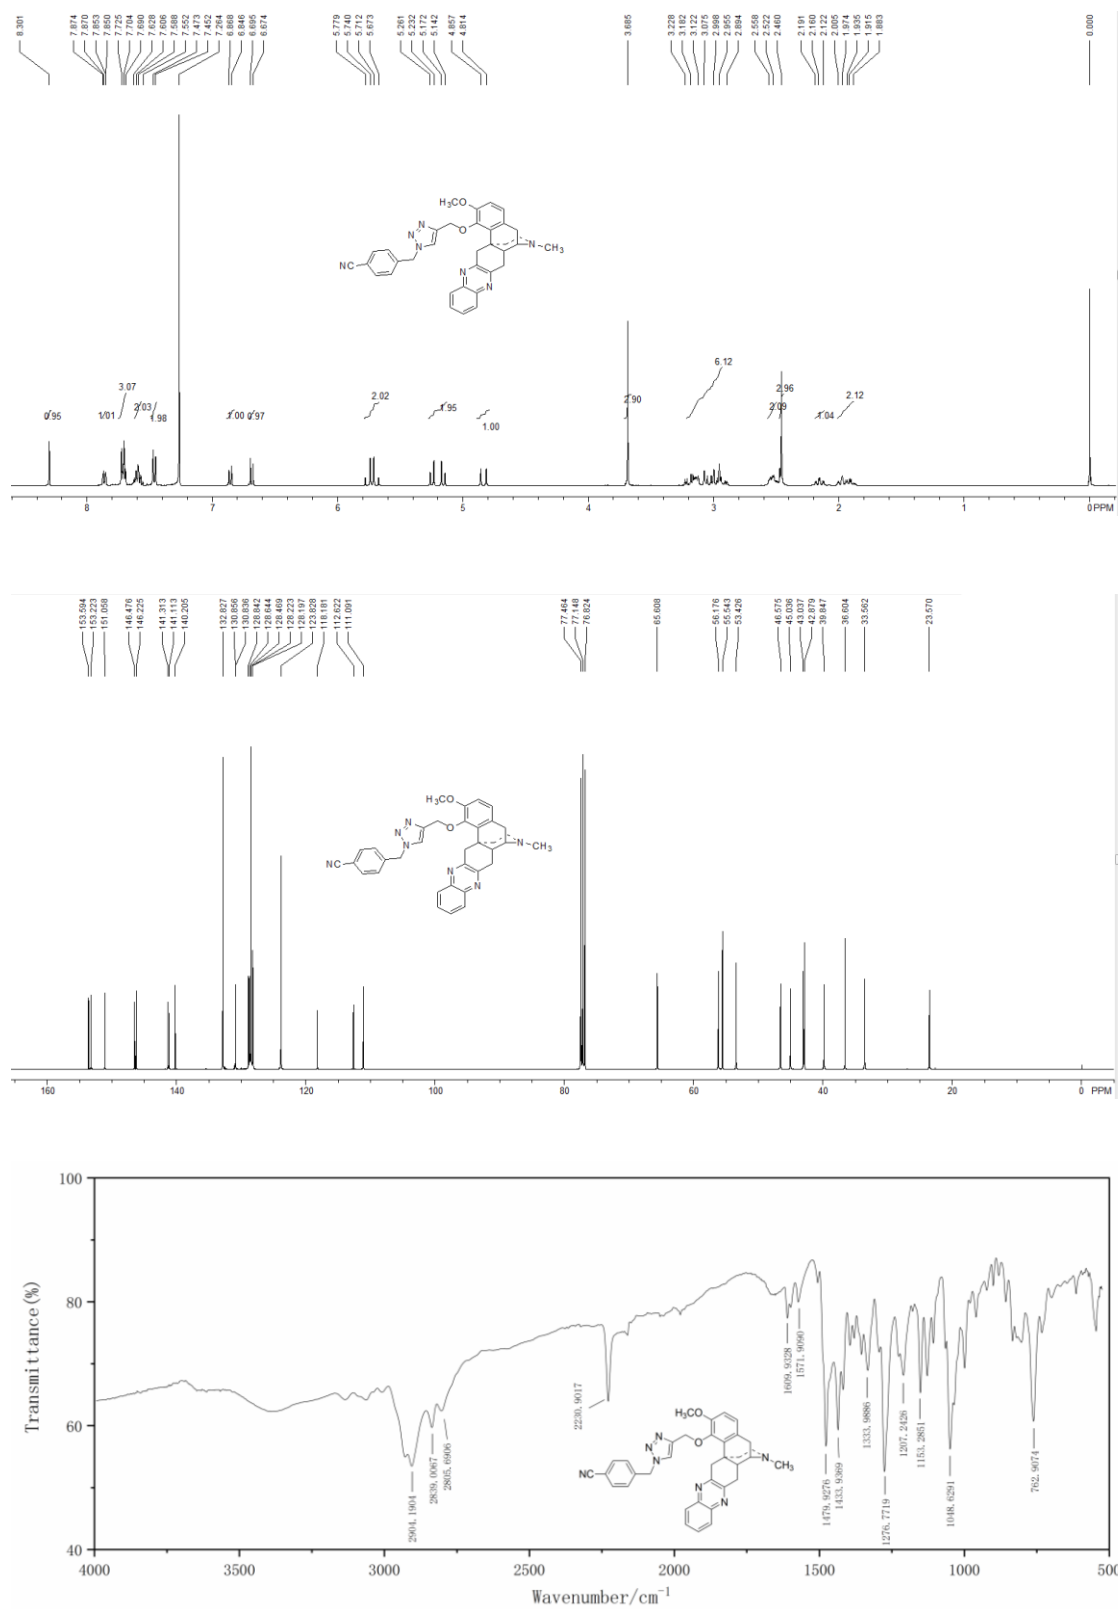 8.301 7.874 7.870 7.853 7.850 7.725 7.704 7.690 7.628 7.606 7.588 7.552 7.473 7.452 7.264 6.868 6.846 6.695 6.674 5.779 5.740 5.712 5.673 5.261 5.232 5.172 5.142 4.857 4.814 3.685 3.228 3.182 3.122 3.075 2.998 2.955 2.894 2.558 2.522 2.460 2.191 2.160 2.122 2.005 1.974 1.935 1.915 1.883 0.000
H₃CO
N
N
N
O
N
CH₃
NC
N
N
0.95 1.01 3.07 2.03 1.98 1.00 0.97 2.02 1.95 1.00 2.90 6.12 2.09 2.96 1.04 2.12
8 7 6 5 4 3 2 1 0 PPM
153.594 153.223 151.058 146.476 146.225 141.313 141.113 140.205 132.827 130.856 130.836 128.842 128.644 128.469 128.223 128.197 123.828 118.181 112.622 111.091 77.464 77.148 76.824 65.608 56.176 55.543 53.426 46.575 45.036 43.037 42.879 39.847 36.604 33.562 23.570
H₃CO
N
N
N
O
N
CH₃
NC
N
N
160 140 120 100 80 60 40 20 0 PPM
100
80
60
40
Transmittance(%)
2904.1904 2839.0067 2805.6906 2230.9017 1609.9328 1571.9090 1479.9276 1433.9369 1333.9886 1276.7719 1207.2426 1153.2851 1048.6291 762.9074
H₃CO
N
N
N
O
N
CH₃
NC
N
N
4000 3500 3000 2500 2000 1500 1000 500
Wavenumber/cm⁻¹